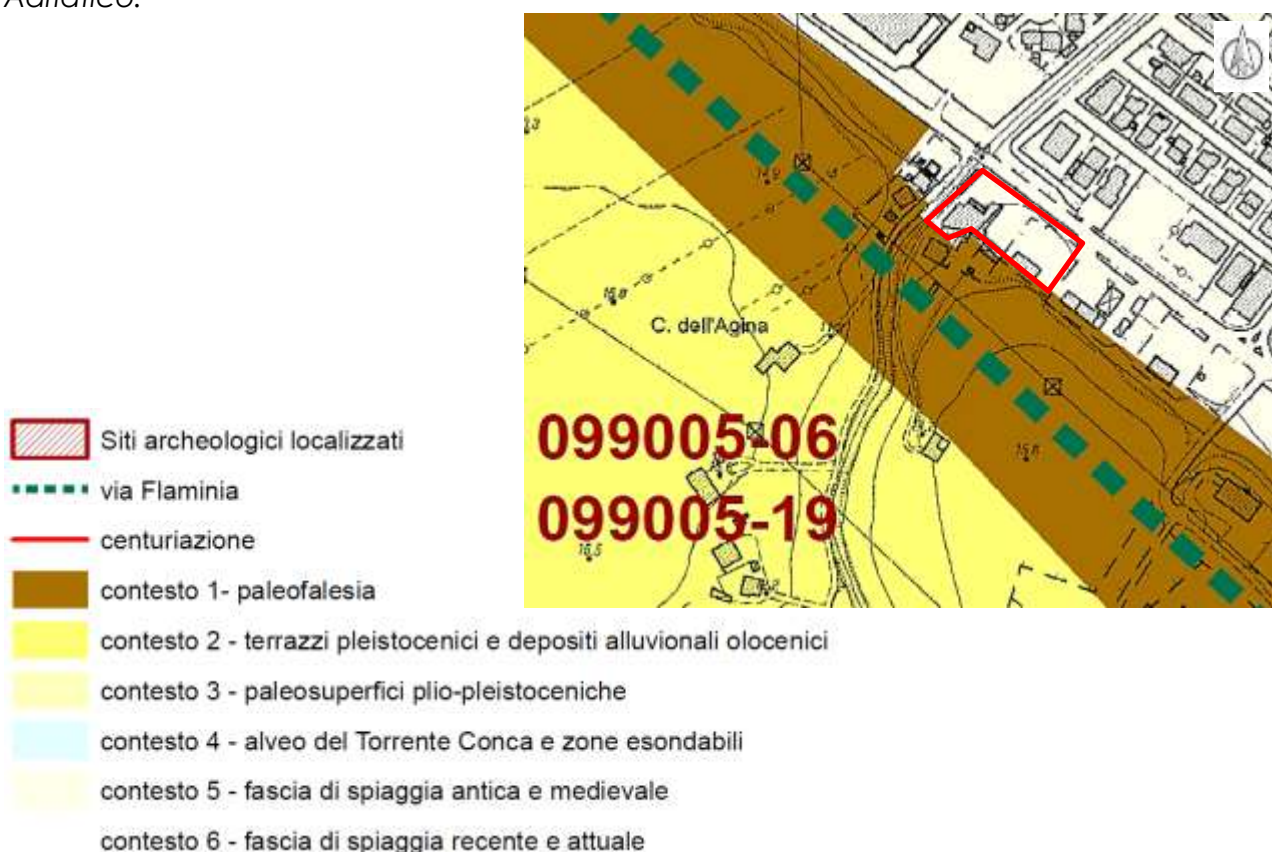 Adriatico.
C. dell'Agina
099005-06
099005-19
Siti archeologici localizzati
via Flaminia
centuriazione
contesto 1- paleofalesia
contesto 2 - terrazzi pleistocenici e depositi alluvionali olocenici
contesto 3 - paleosuperfici plio-pleistoceniche
contesto 4 - alveo del Torrente Conca e zone esondabili
contesto 5 - fascia di spiaggia antica e medievale
contesto 6 - fascia di spiaggia recente e attuale